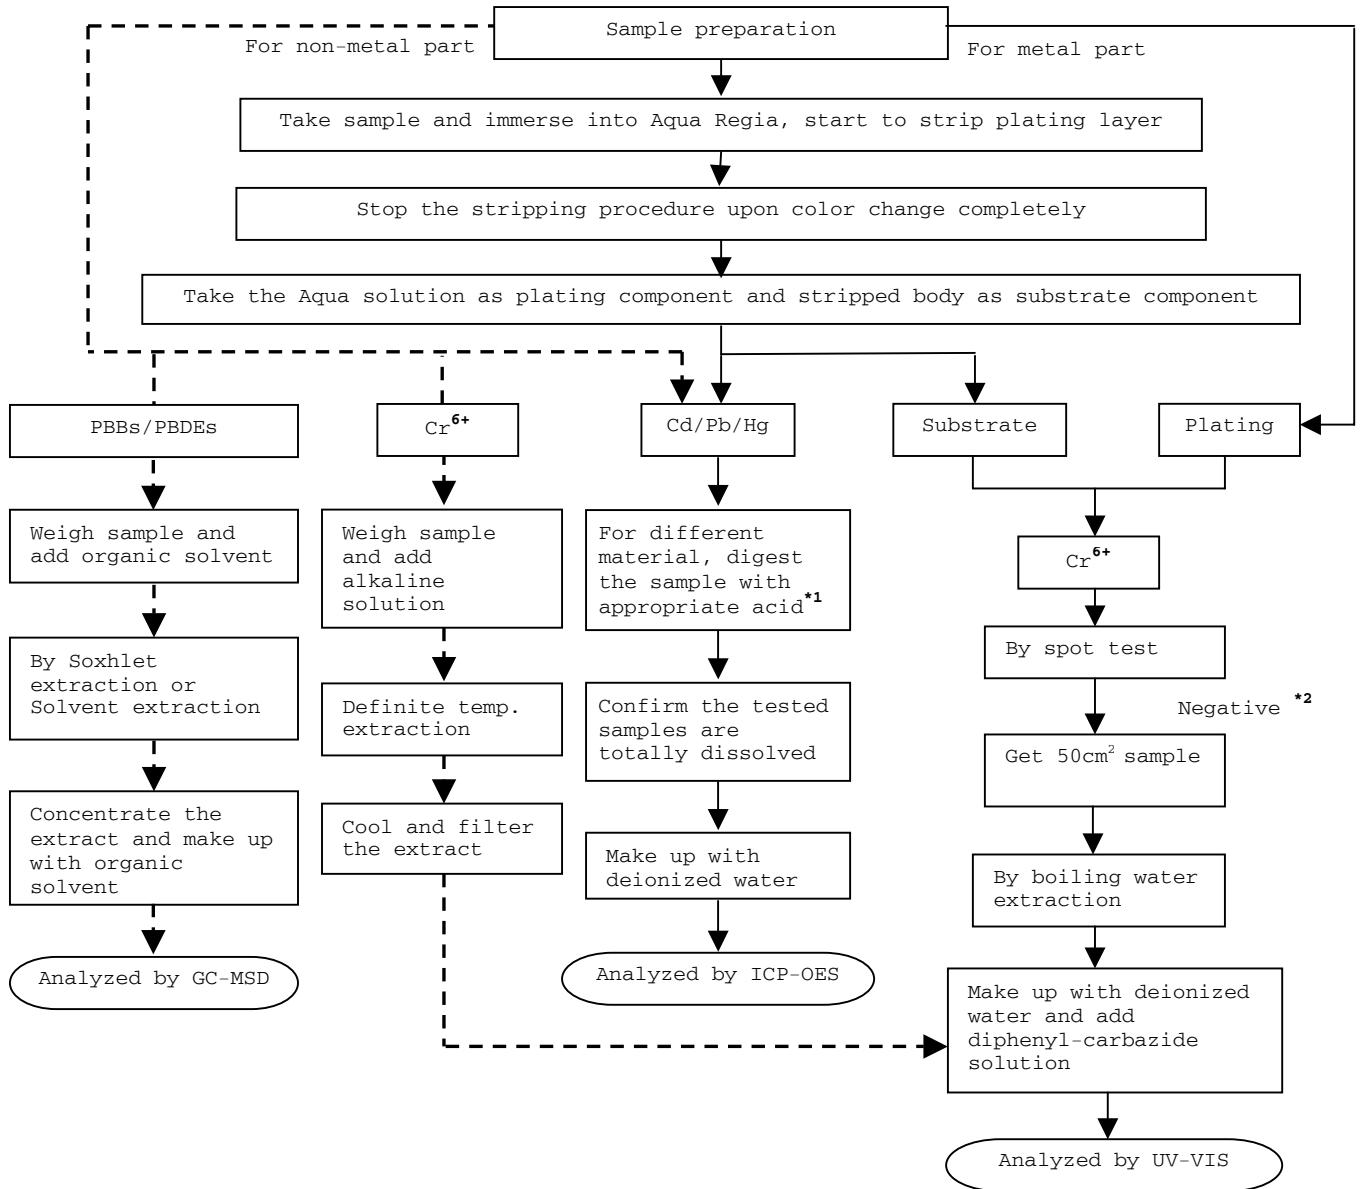 Sample preparation
For non-metal part
For metal part
Take sample and immerse into Aqua Regia, start to strip plating layer
Stop the stripping procedure upon color change completely
Take the Aqua solution as plating component and stripped body as substrate component
PBBs/PBDEs
Cr⁶⁺
Cd/Pb/Hg
Substrate
Plating
Weigh sample and
add organic solvent
Weigh sample
and add
alkaline
solution
For different
material, digest
the sample with
appropriate acid*1
Cr⁶⁺
By Soxhlet
extraction or
Solvent extraction
Definite temp.
extraction
Confirm the tested
samples are
totally dissolved
By spot test
Negative *2
Get 50cm² sample
Concentrate the
extract and make up
with organic
solvent
Cool and filter
the extract
Make up with
deionized water
By boiling water
extraction
Analyzed by GC-MSD
Analyzed by ICP-OES
Make up with deionized
water and add
diphenyl-carbazide
solution
Analyzed by UV-VIS